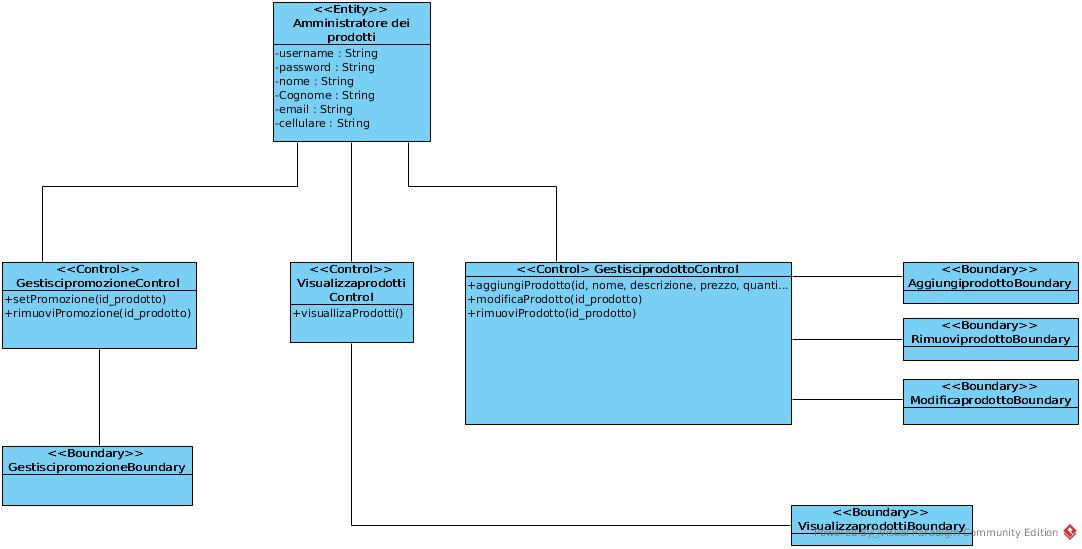 <<Entity>>
Amministratore dei
prodotti
-username : String
-password : String
-nome : String
-Cognome : String
-email : String
-cellulare : String
<<Control>>
GestiscipromozioneControl
+setPromozione(id_prodotto)
+rimuoviPromozione(id_prodotto)
<<Control>>
Visualizzaprodotti
Control
+visuallizaProdotti()
<<Control> GestisciprodottoControl
+aggiungiProdotto(id, nome, descrizione, prezzo, quanti...
+modificaProdotto(id_prodotto)
+rimuoviProdotto(id_prodotto)
<<Boundary>>
AggiungiprodottoBoundary
<<Boundary>>
RimuoviprodottoBoundary
<<Boundary>>
ModificaprodottoBoundary
<<Boundary>>
GestiscipromozioneBoundary
<<Boundary>>
VisualizzaprodottiBoundary
Powered by Visual Paradigm Community Edition